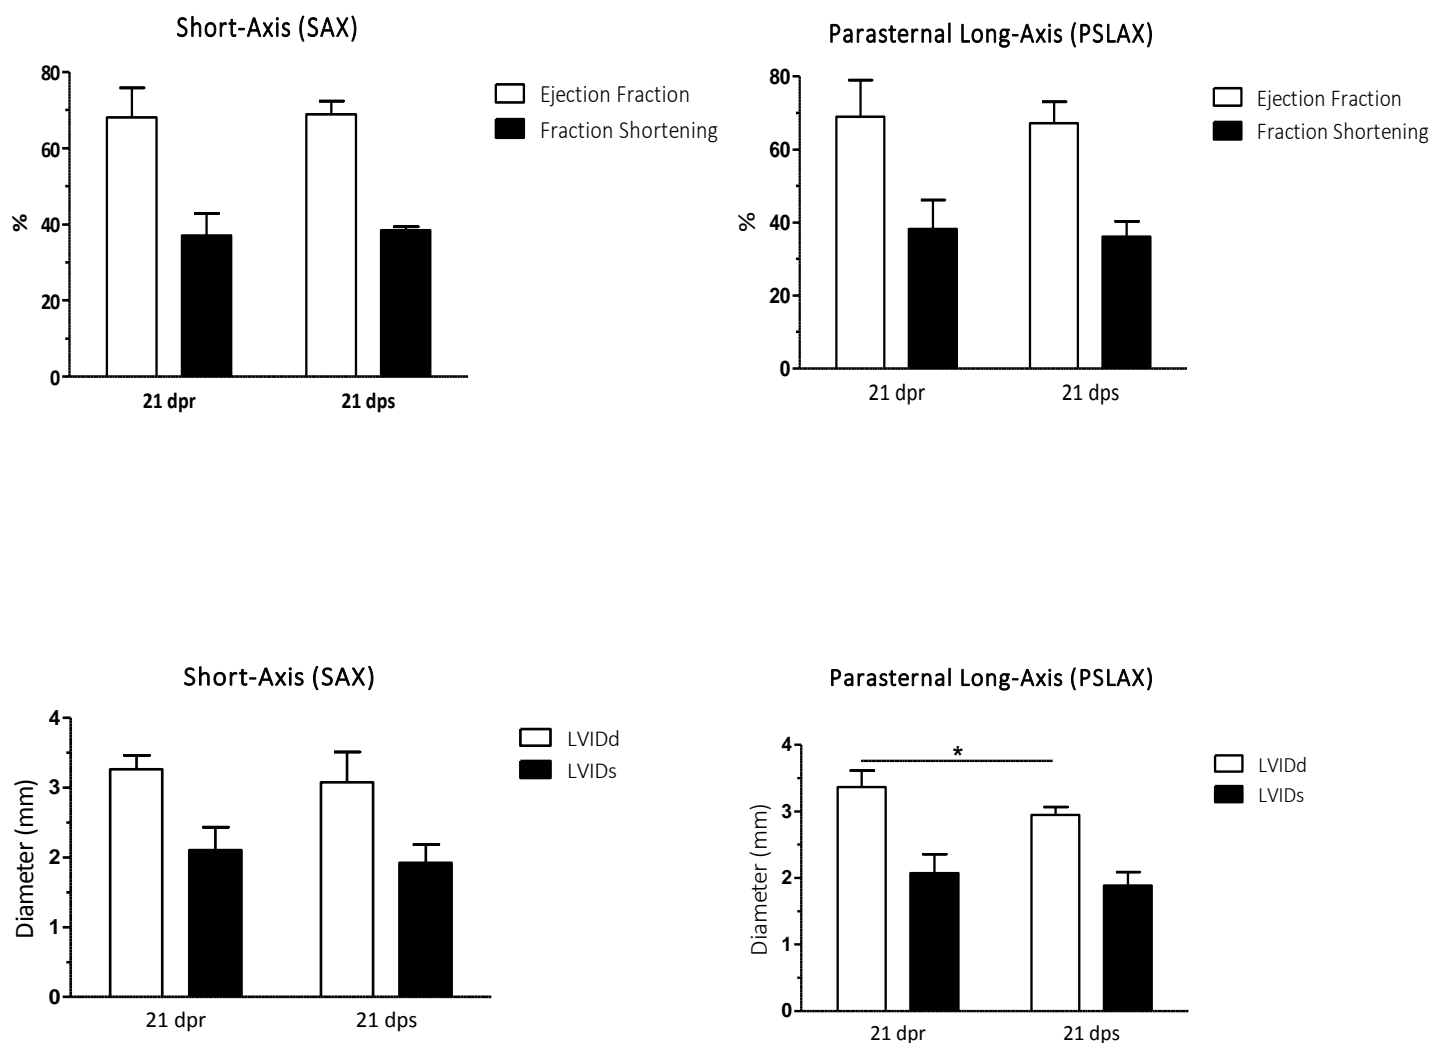 Short-Axis (SAX)
80
60
40
20
0
%
21 dpr
21 dps
Ejection Fraction
Fraction Shortening
Parasternal Long-Axis (PSLAX)
80
60
40
20
0
%
21 dpr
21 dps
Ejection Fraction
Fraction Shortening
Short-Axis (SAX)
4
3
2
1
0
Diameter (mm)
21 dpr
21 dps
LVIDd
LVIDs
Parasternal Long-Axis (PSLAX)
4
3
2
1
0
Diameter (mm)
*
21 dpr
21 dps
LVIDd
LVIDs